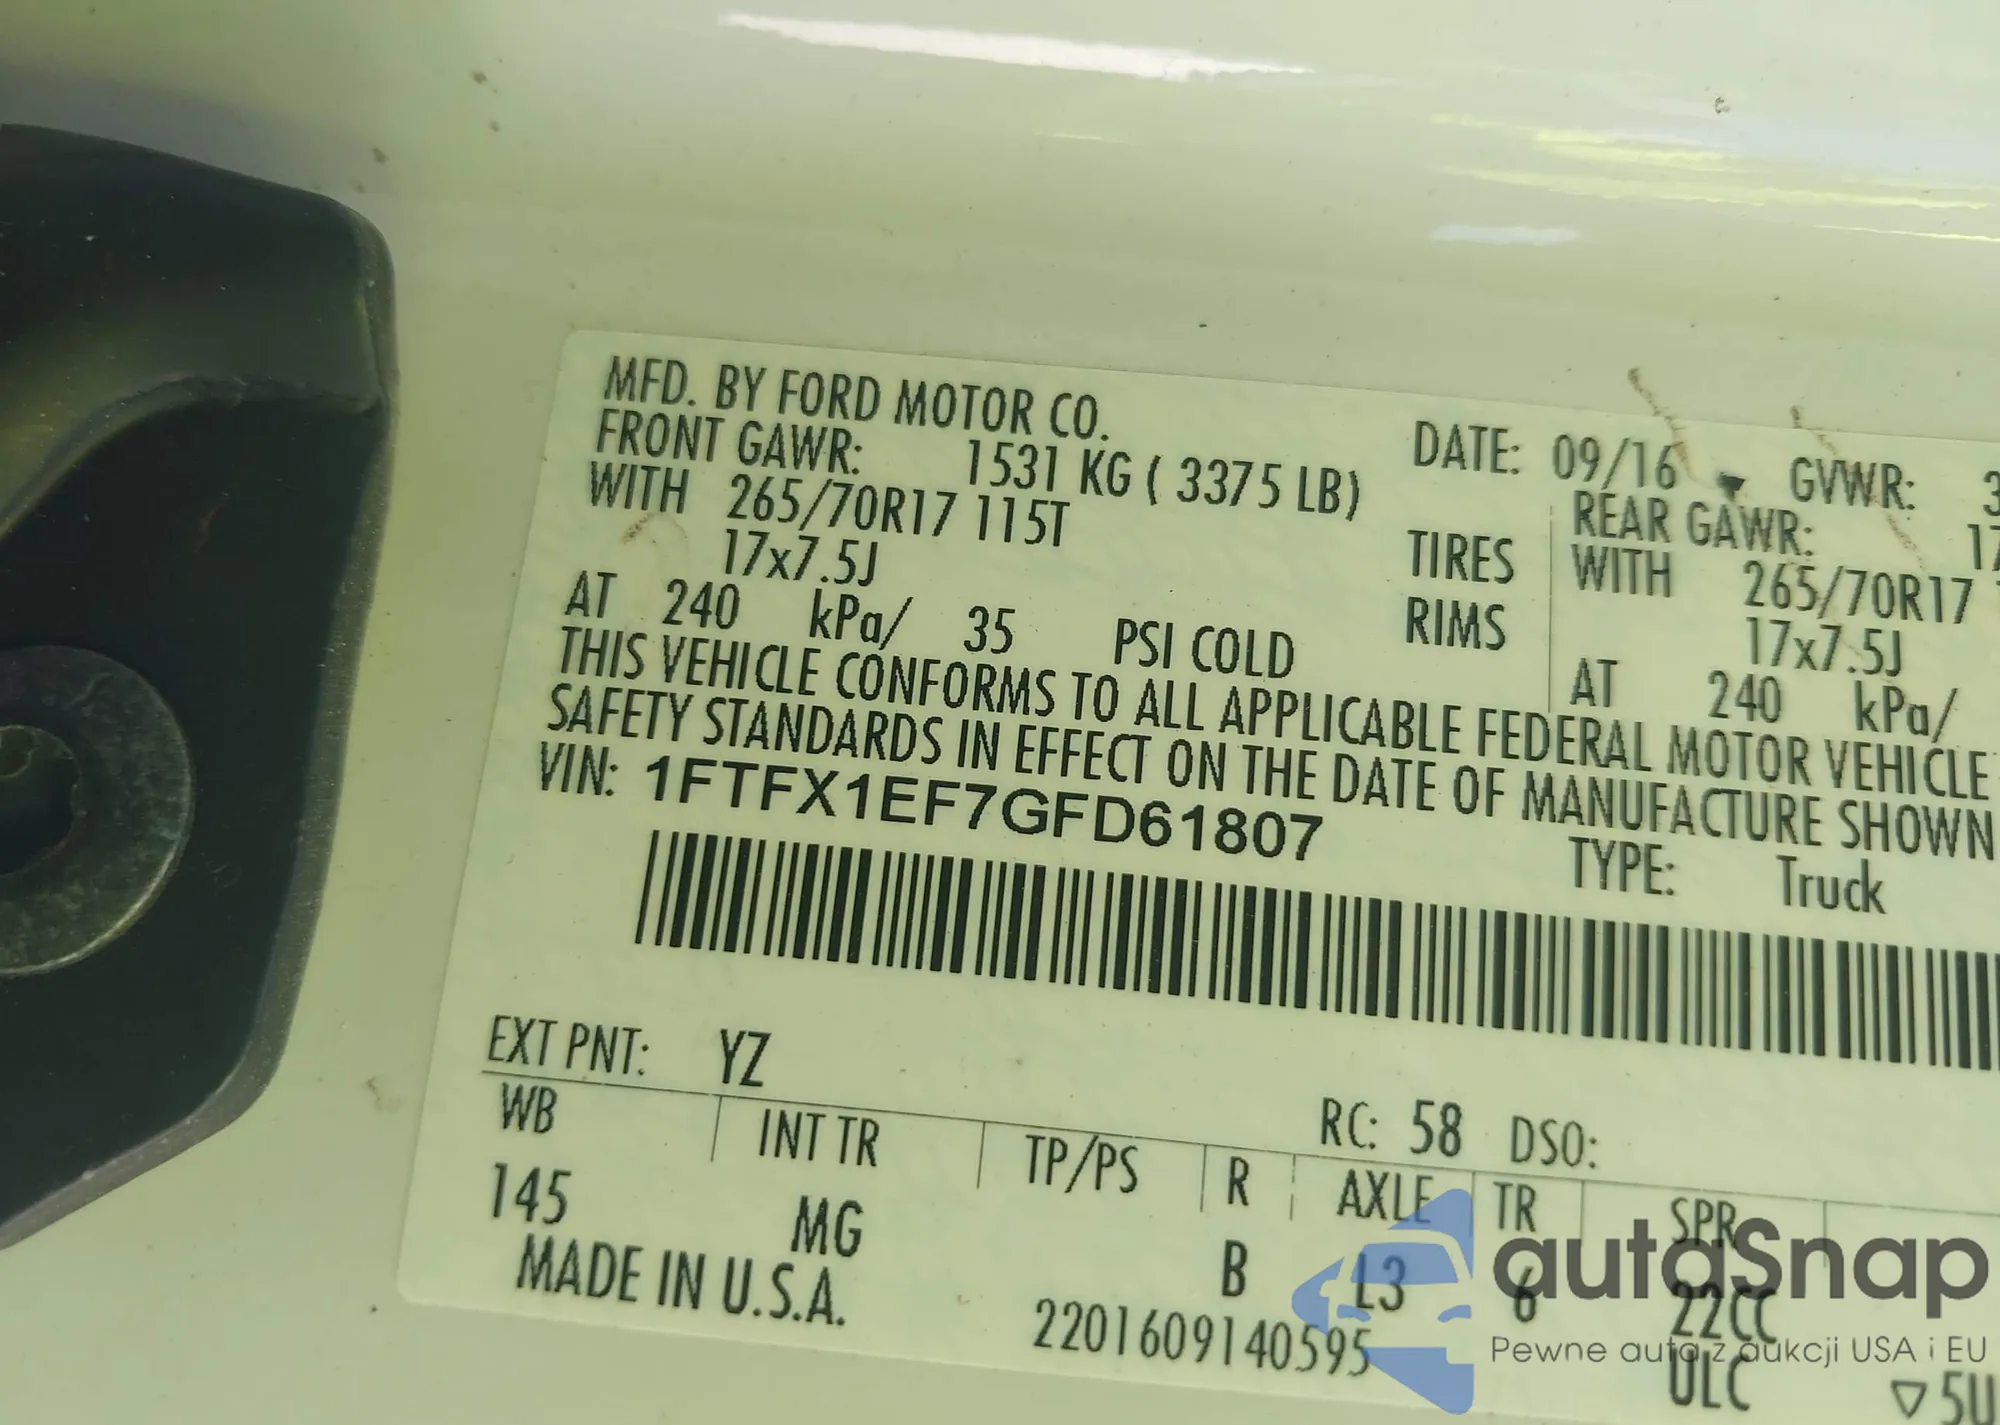 MFD. BY FORD MOTOR CO.
DATE: 09/16 GVWR: 3
FRONT GAWR: 1531 KG ( 3375 LB)
REAR GAWR: 17
WITH 265/70R17 115T TIRES
WITH 265/70R17
17x7.5J RIMS
17x7.5J
AT 240 kPa/ 35 PSI COLD
AT 240 kPa/
THIS VEHICLE CONFORMS TO ALL APPLICABLE FEDERAL MOTOR VEHICLE
SAFETY STANDARDS IN EFFECT ON THE DATE OF MANUFACTURE SHOWN
VIN: 1FTFX1EF7GFD61807
TYPE: Truck
EXT PNT: YZ RC: 58 DSO:
WB INT TR TP/PS R AXLE TR SPR
145 MG B L3 6 22CC
MADE IN U.S.A. 2201609140595 ULC ▽5U
autaSnap
Pewne auta z aukcji USA i EU